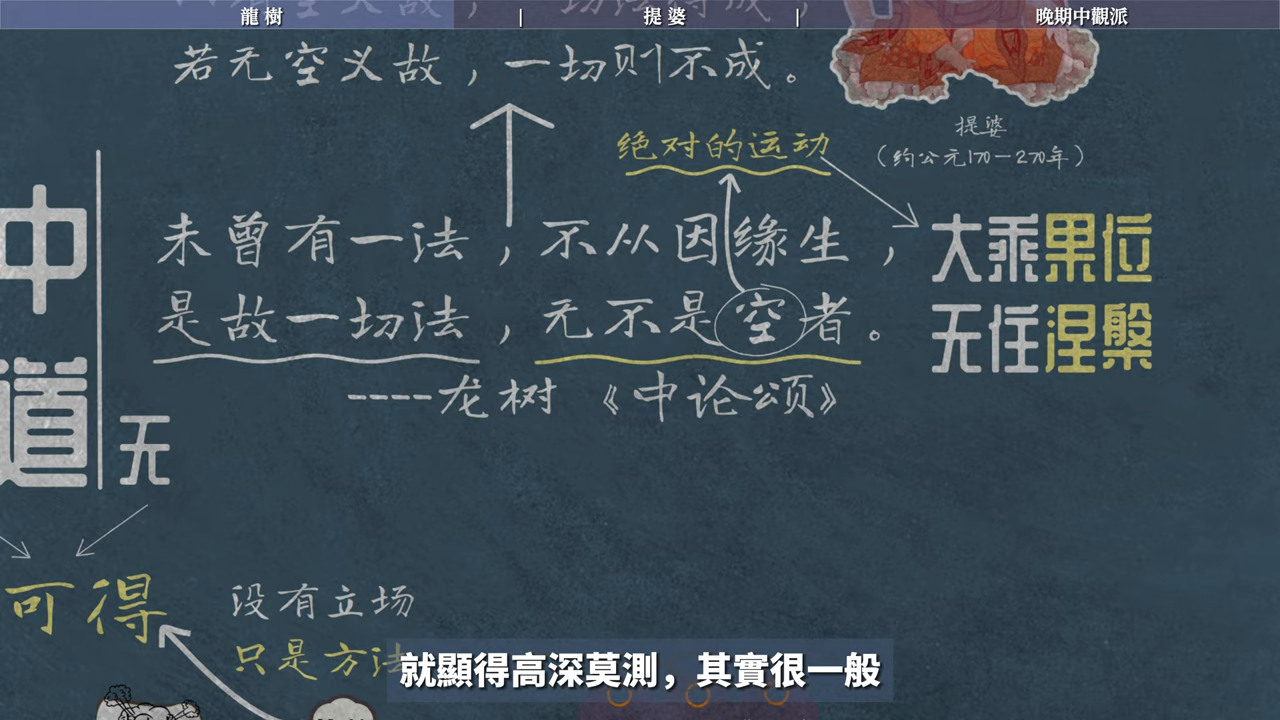 龍樹 | 提婆 | 晚期中觀派
若无空义故，一切则不成。
提婆
（约公元170－270年）
绝对的运动
未曾有一法，不从因缘生，
是故一切法，无不是空者。
----龙树《中论颂》
大乘果位
无住涅槃
中道
无
可得
没有立场
只是方法
就顯得高深莫測，其實很一般